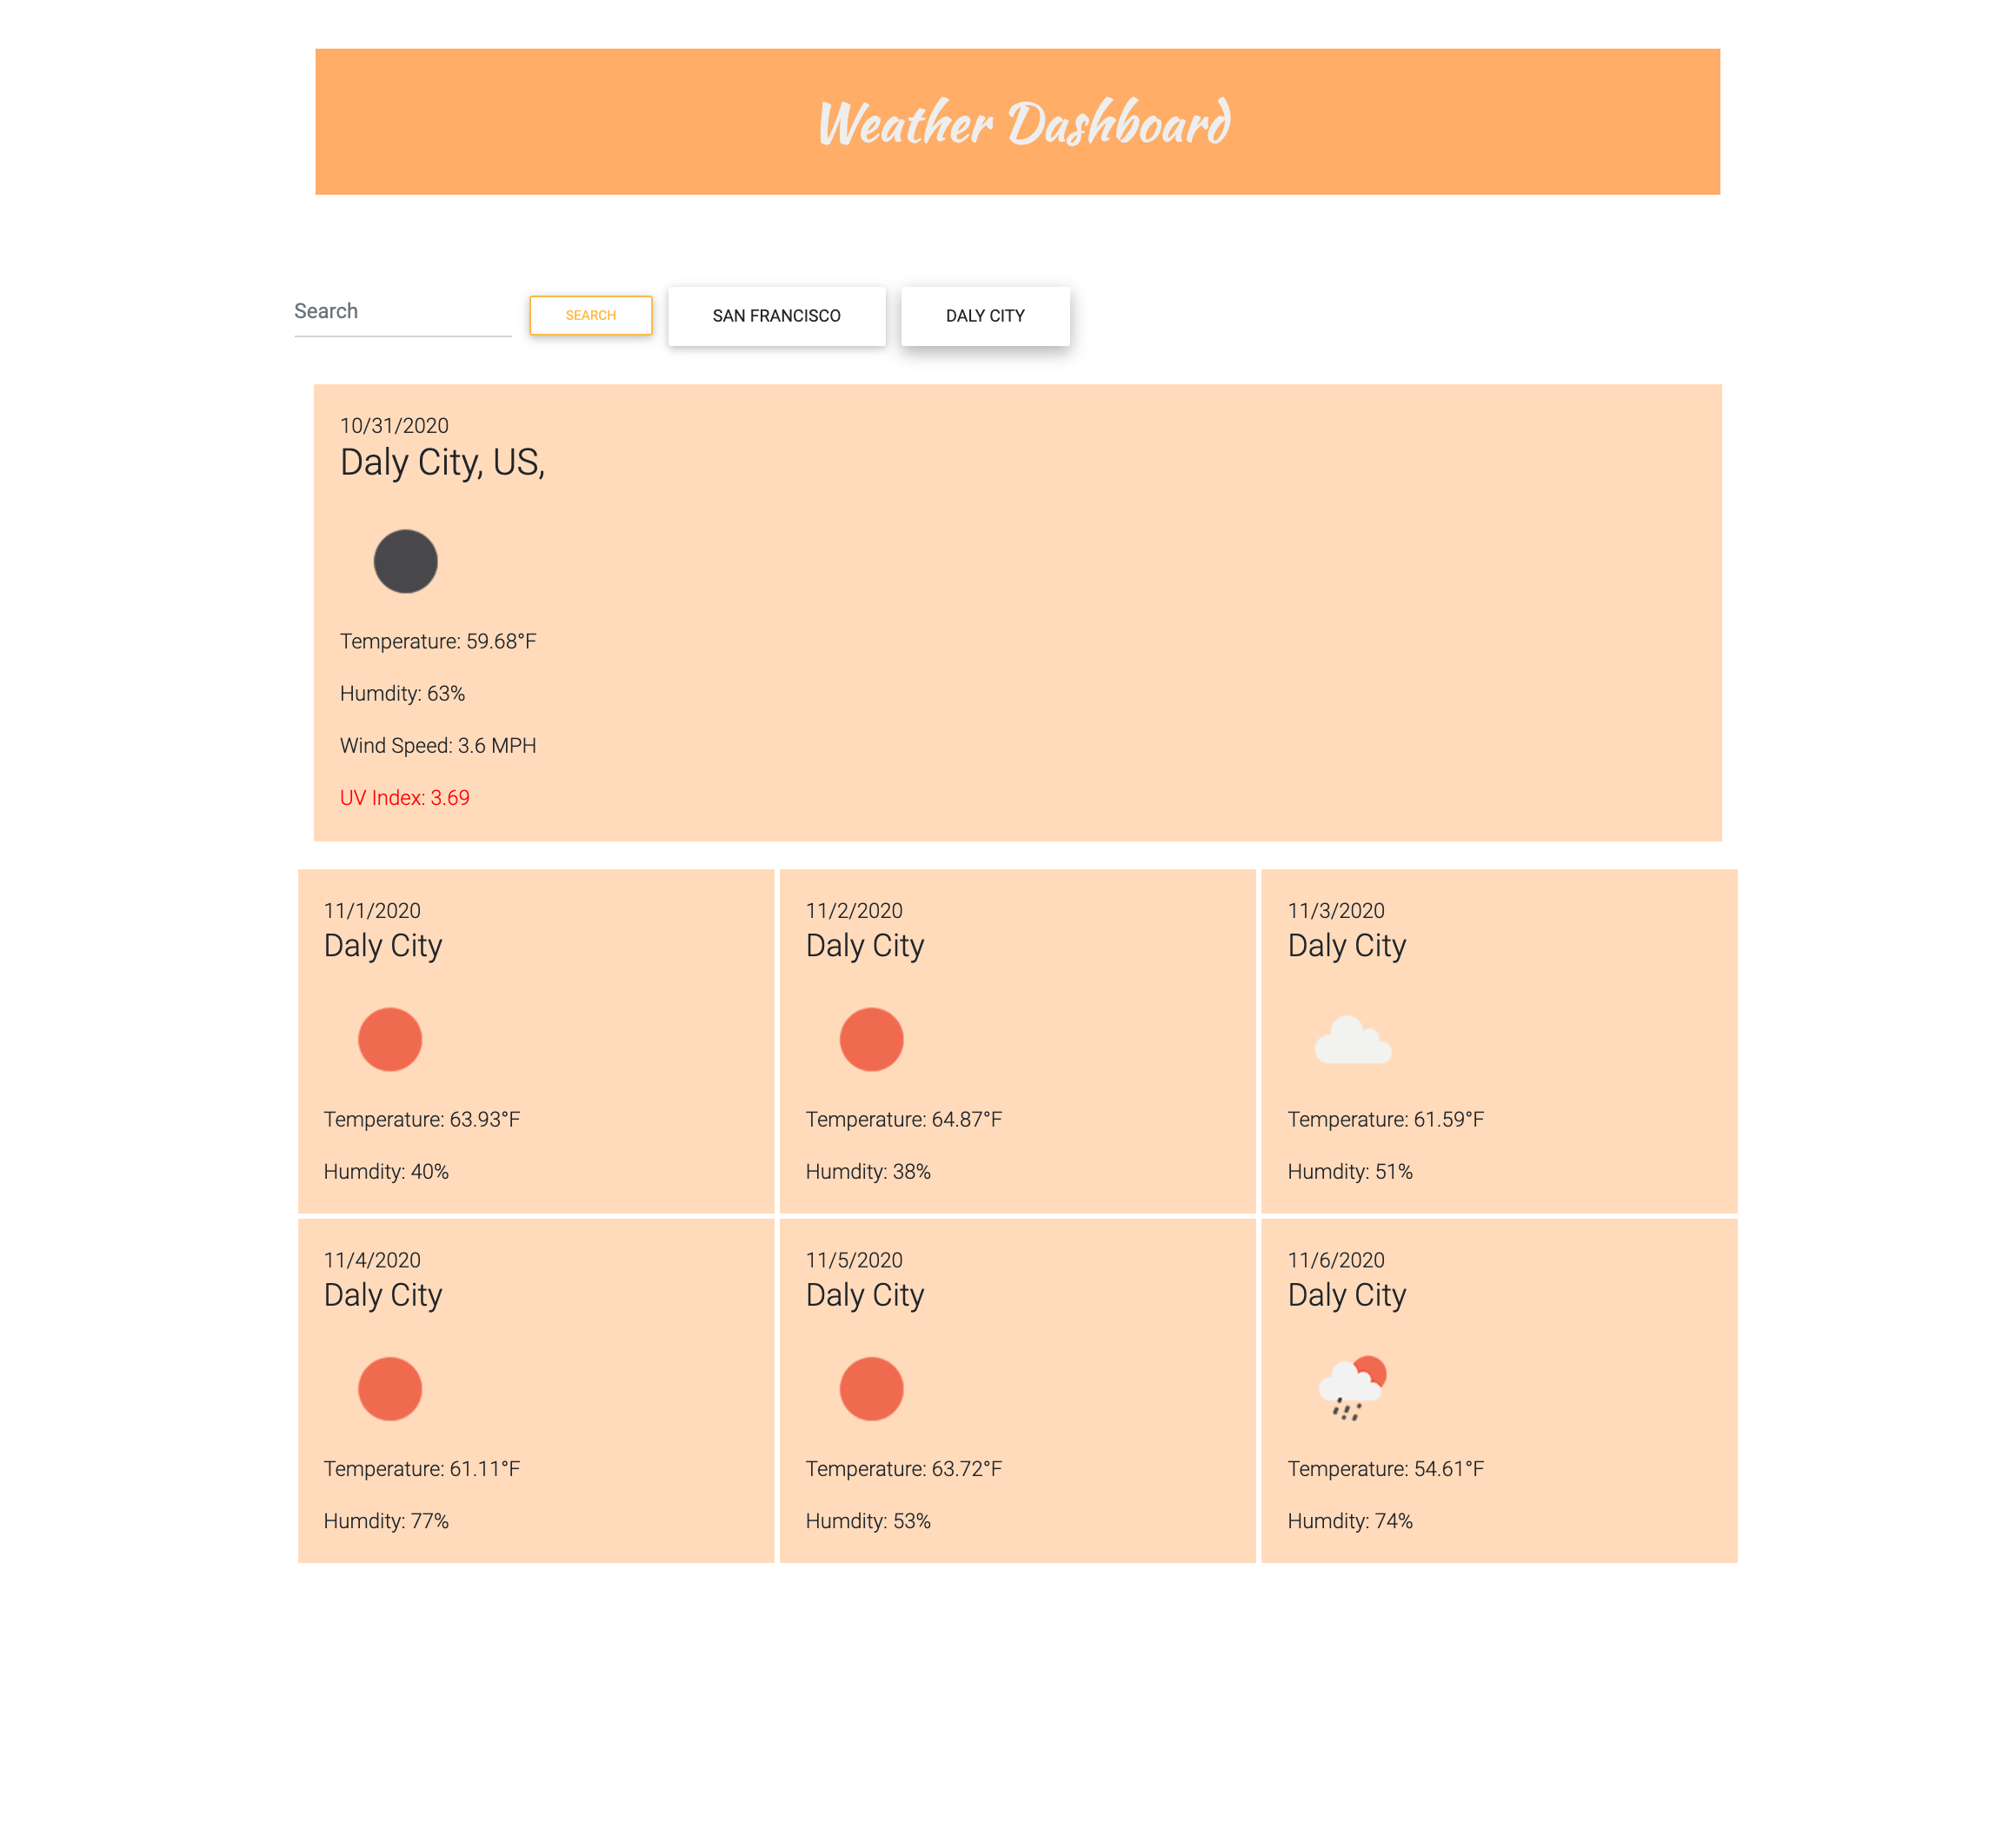 Weather Dashboard
Search
SEARCH
SAN FRANCISCO
DALY CITY
10/31/2020
Daly City, US,
Temperature: 59.68°F
Humdity: 63%
Wind Speed: 3.6 MPH
UV Index: 3.69
11/1/2020
Daly City
Temperature: 63.93°F
Humdity: 40%
11/2/2020
Daly City
Temperature: 64.87°F
Humdity: 38%
11/3/2020
Daly City
Temperature: 61.59°F
Humdity: 51%
11/4/2020
Daly City
Temperature: 61.11°F
Humdity: 77%
11/5/2020
Daly City
Temperature: 63.72°F
Humdity: 53%
11/6/2020
Daly City
Temperature: 54.61°F
Humdity: 74%